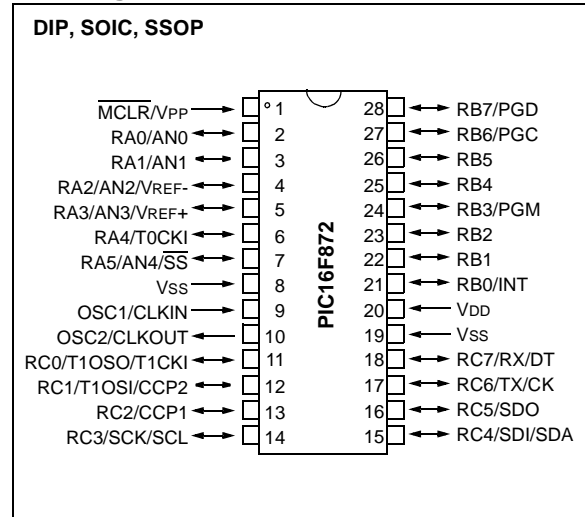 DIP, SOIC, SSOP
MCLR/VPP 1 28 RB7/PGD
RA0/AN0 2 27 RB6/PGC
RA1/AN1 3 26 RB5
RA2/AN2/VREF- 4 25 RB4
RA3/AN3/VREF+ 5 24 RB3/PGM
RA4/T0CKI 6 23 RB2
RA5/AN4/SS 7 22 RB1
VSS 8 21 RB0/INT
OSC1/CLKIN 9 20 VDD
OSC2/CLKOUT 10 19 VSS
RC0/T1OSO/T1CKI 11 18 RC7/RX/DT
RC1/T1OSI/CCP2 12 17 RC6/TX/CK
RC2/CCP1 13 16 RC5/SDO
RC3/SCK/SCL 14 15 RC4/SDI/SDA
PIC16F872